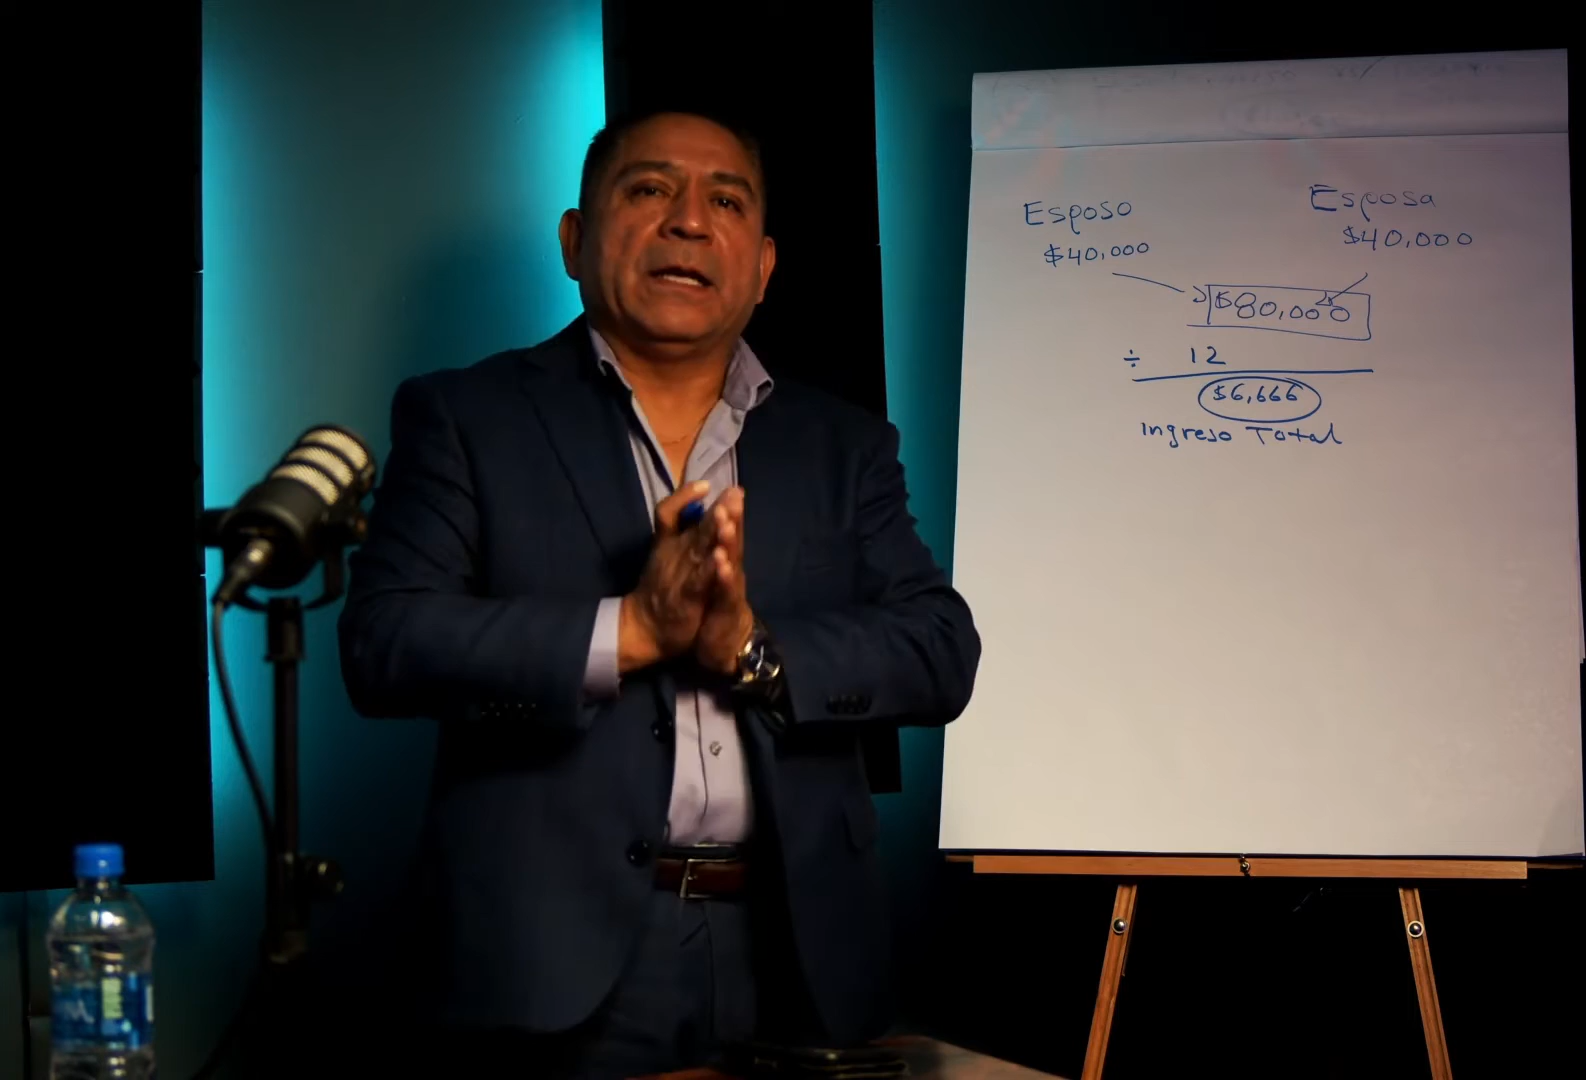 Esposo Esposa
$40,000 $40,000
$80,000
÷ 12
$6,666
Ingreso Total